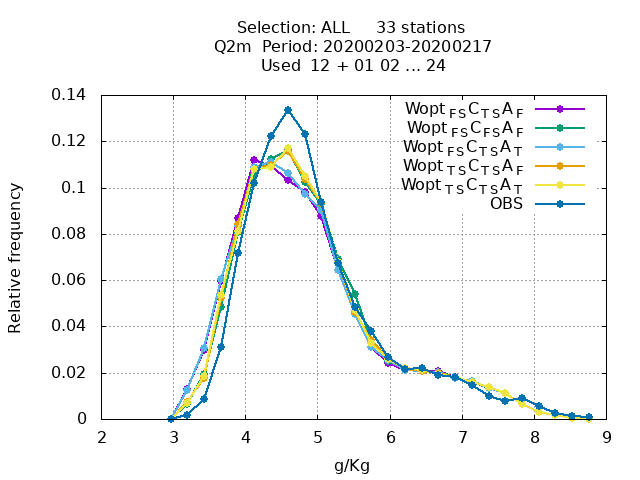 Selection: ALL 33 stations
Q2m Period: 20200203-20200217
Used 12 + 01 02 ... 24
0.14
0.12
0.1
0.08
0.06
0.04
0.02
0
Relative frequency
Wopt FS C TS A F
Wopt FS C FS A F
Wopt FS C TS A T
Wopt TS C TS A F
Wopt TS C TS A T
OBS
2 3 4 5 6 7 8 9
g/Kg